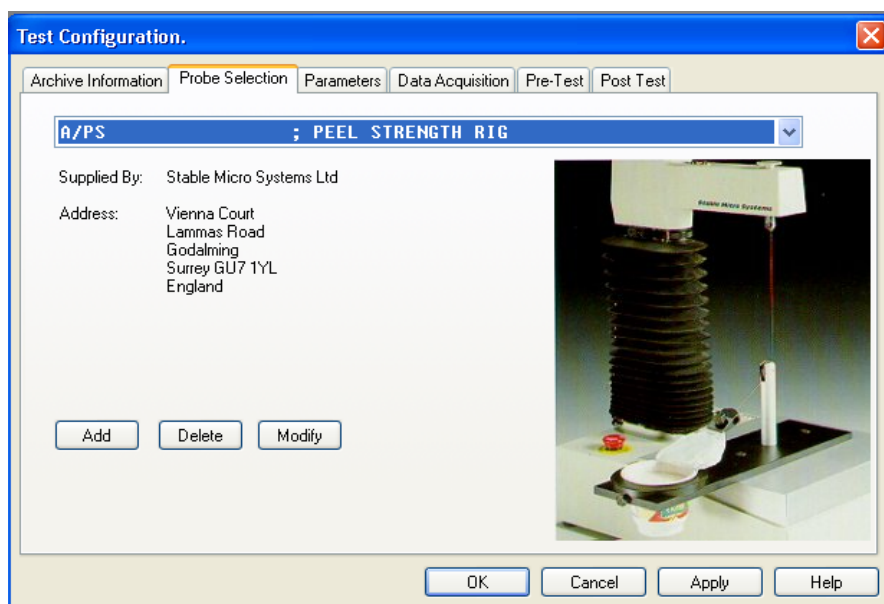 Test Configuration.
Archive Information Probe Selection Parameters Data Acquisition Pre-Test Post Test
A/PS ; PEEL STRENGTH RIG
Supplied By: Stable Micro Systems Ltd
Address: Vienna Court
Lammas Road
Godalming
Surrey GU7 1YL
England
Stable Micro Systems
Add Delete Modify
OK Cancel Apply Help